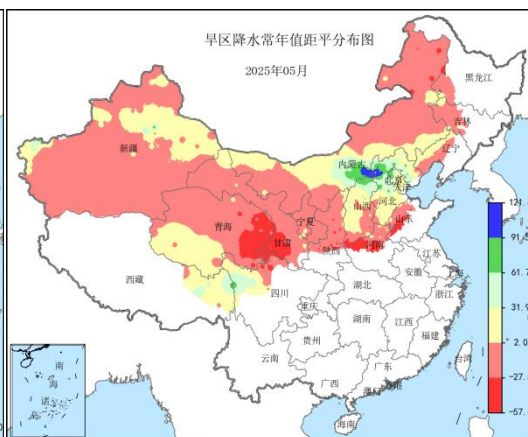 旱区降水常年值距平分布图
2025年05月
黑龙江
吉林
辽宁
内蒙古
北京
天津
新疆
山西
河北
宁夏
山东
青海
甘肃
陕西
河南
江苏
西藏
安徽
上海
四川
湖北
浙江
重庆
湖南
江西
贵州
福建
云南
台湾
广西
广东
澳门
香港
海南
南
海
诸
岛
121.
91.
61.7
31.
2.0
-27.
-57.